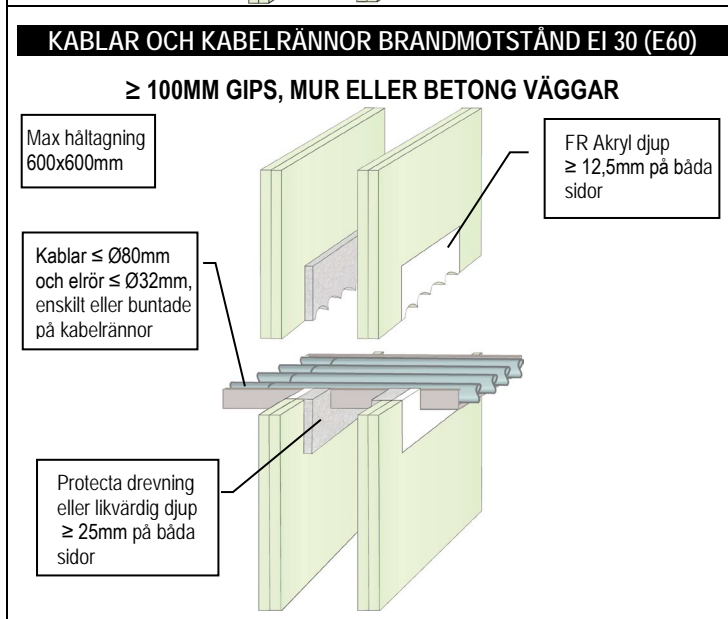 KABLAR OCH KABELRÄNNOR BRANDMOTSTÅND EI 30 (E60)
≥ 100MM GIPS, MUR ELLER BETONG VÄGGAR
Max håltagning
600x600mm
FR Akryl djup
≥ 12,5mm på båda
sidor
Kablar ≤ Ø80mm
och elrör ≤ Ø32mm,
enskilt eller buntade
på kabelrännor
Protecta drevning
eller likvärdig djup
≥ 25mm på båda
sidor